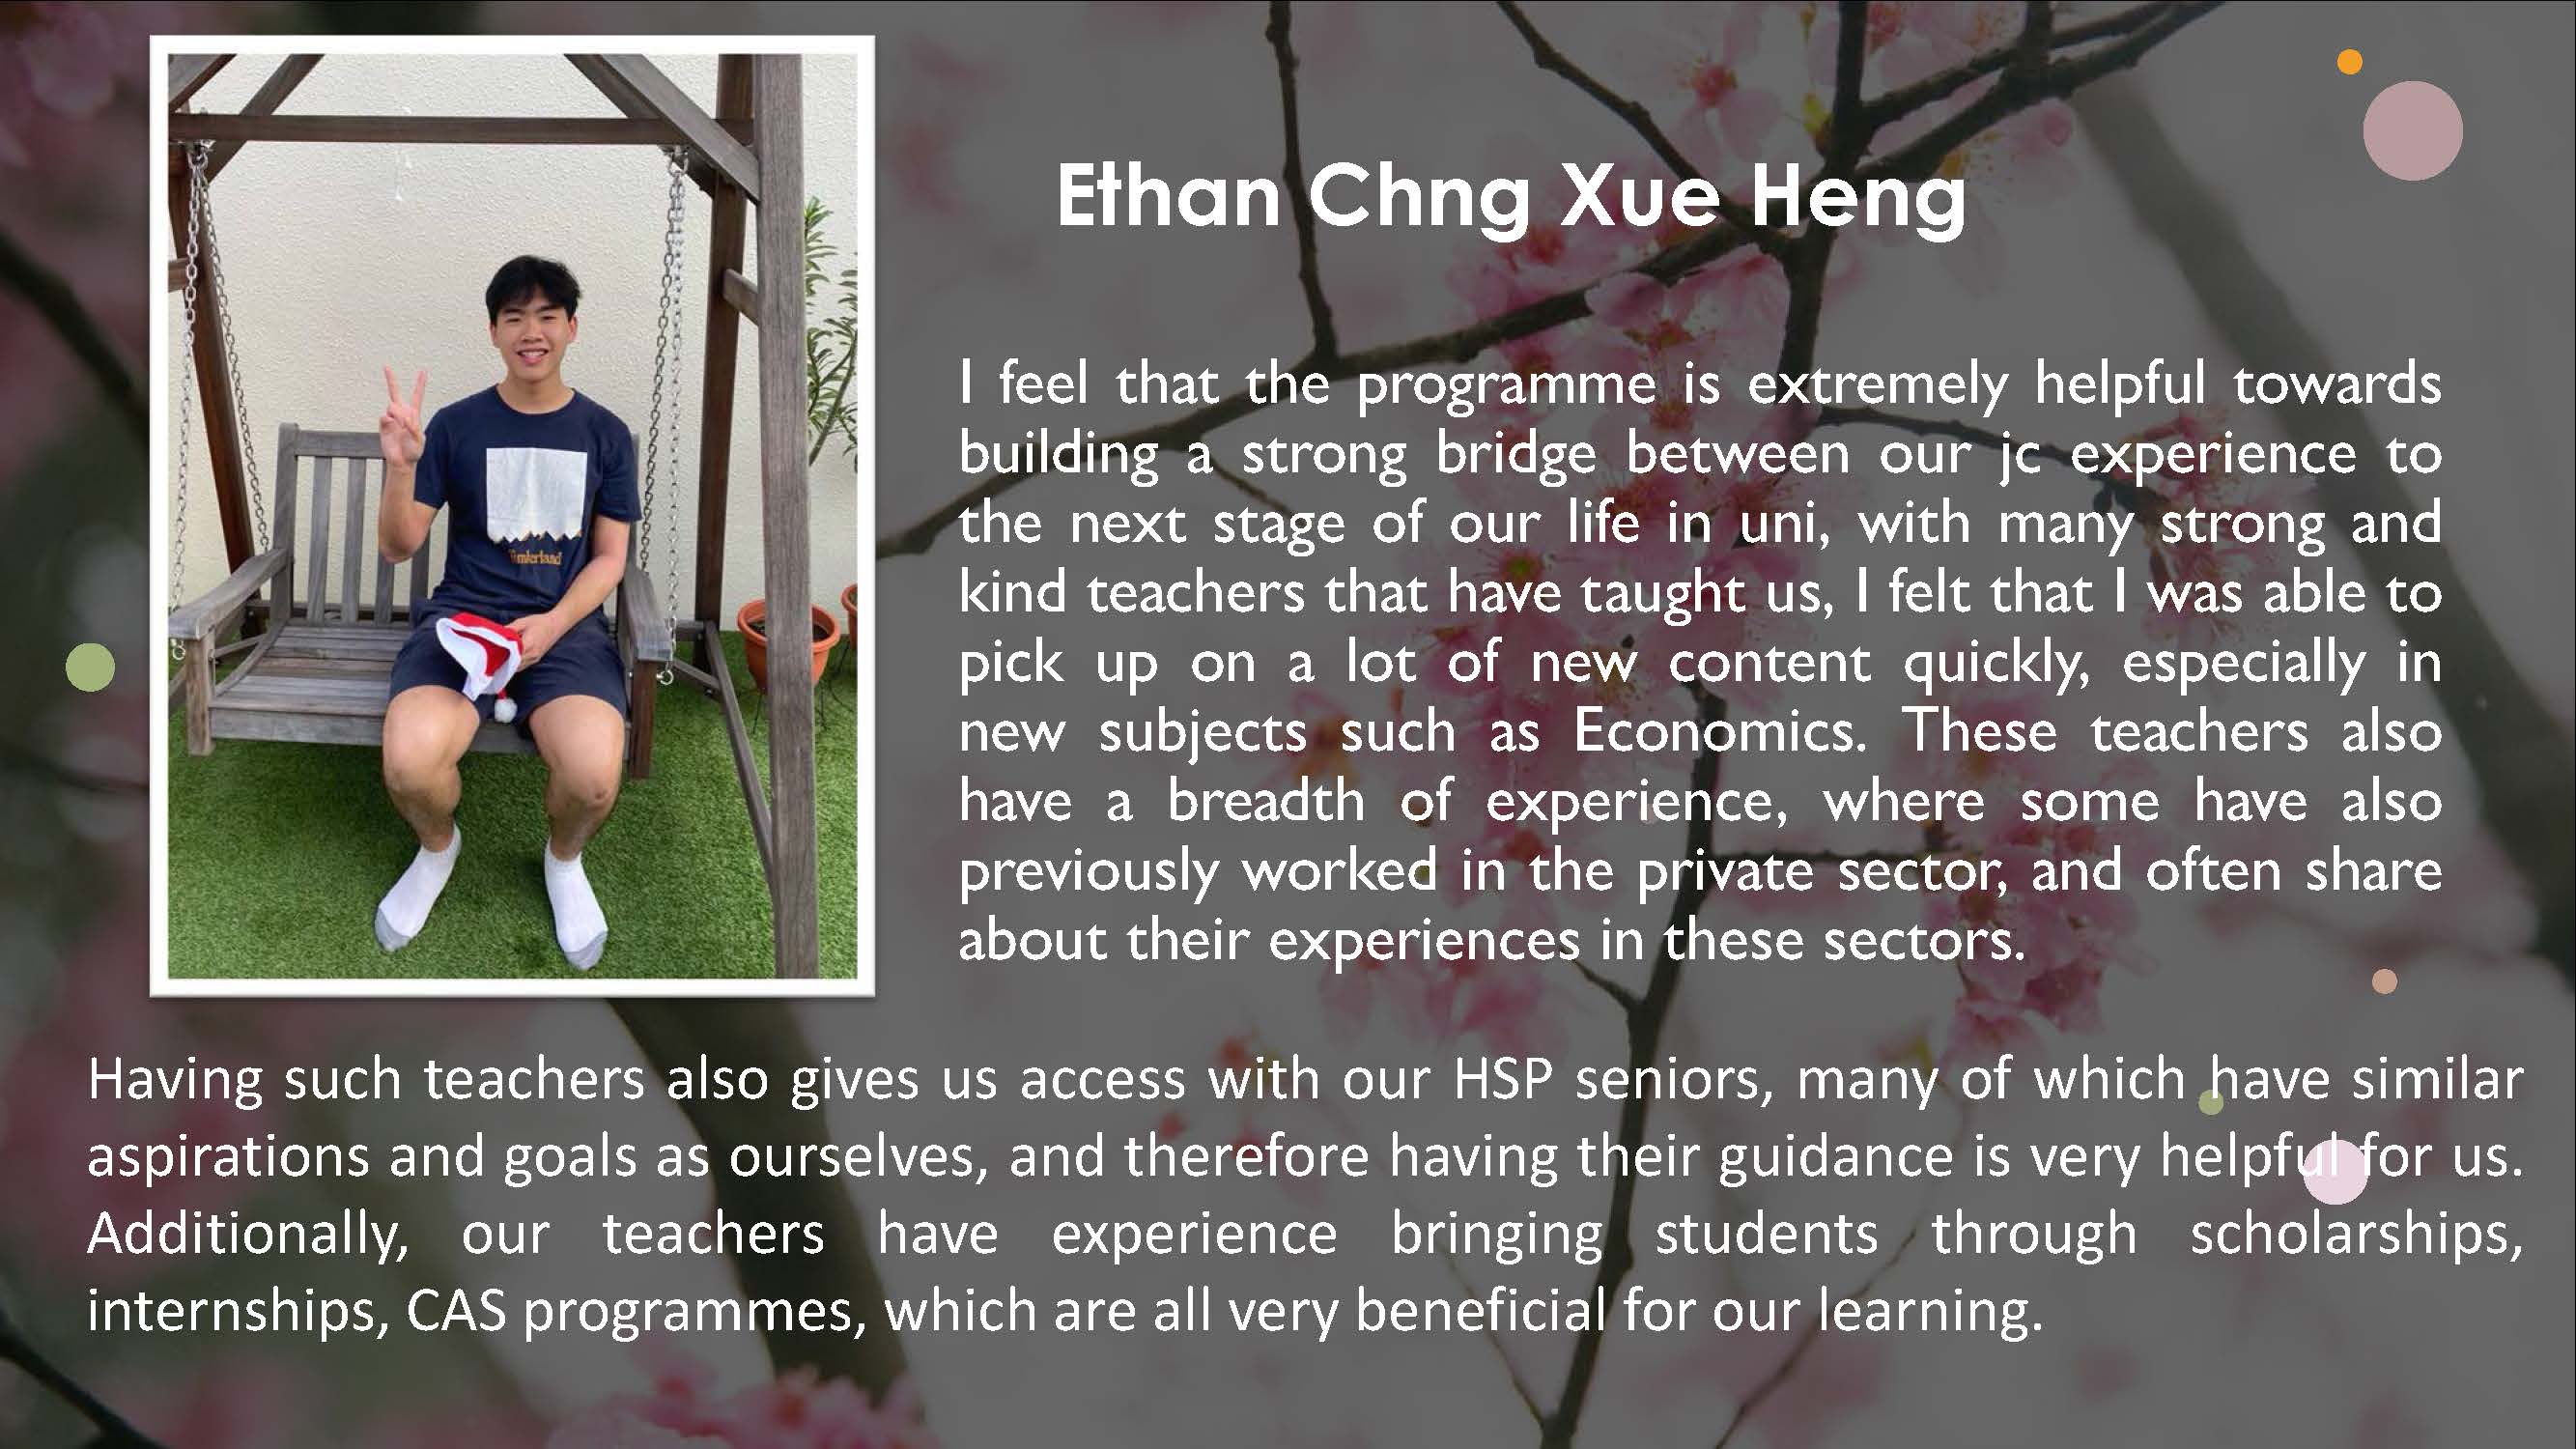 Ethan Chng Xue Heng
I feel that the programme is extremely helpful towards
building a strong bridge between our jc experience to
the next stage of our life in uni, with many strong and
kind teachers that have taught us, I felt that I was able to
pick up on a lot of new content quickly, especially in
new subjects such as Economics. These teachers also
have a breadth of experience, where some have also
previously worked in the private sector, and often share
about their experiences in these sectors.
Timberland
Having such teachers also gives us access with our HSP seniors, many of which have similar
aspirations and goals as ourselves, and therefore having their guidance is very helpful for us.
Additionally, our teachers have experience bringing students through scholarships,
internships, CAS programmes, which are all very beneficial for our learning.